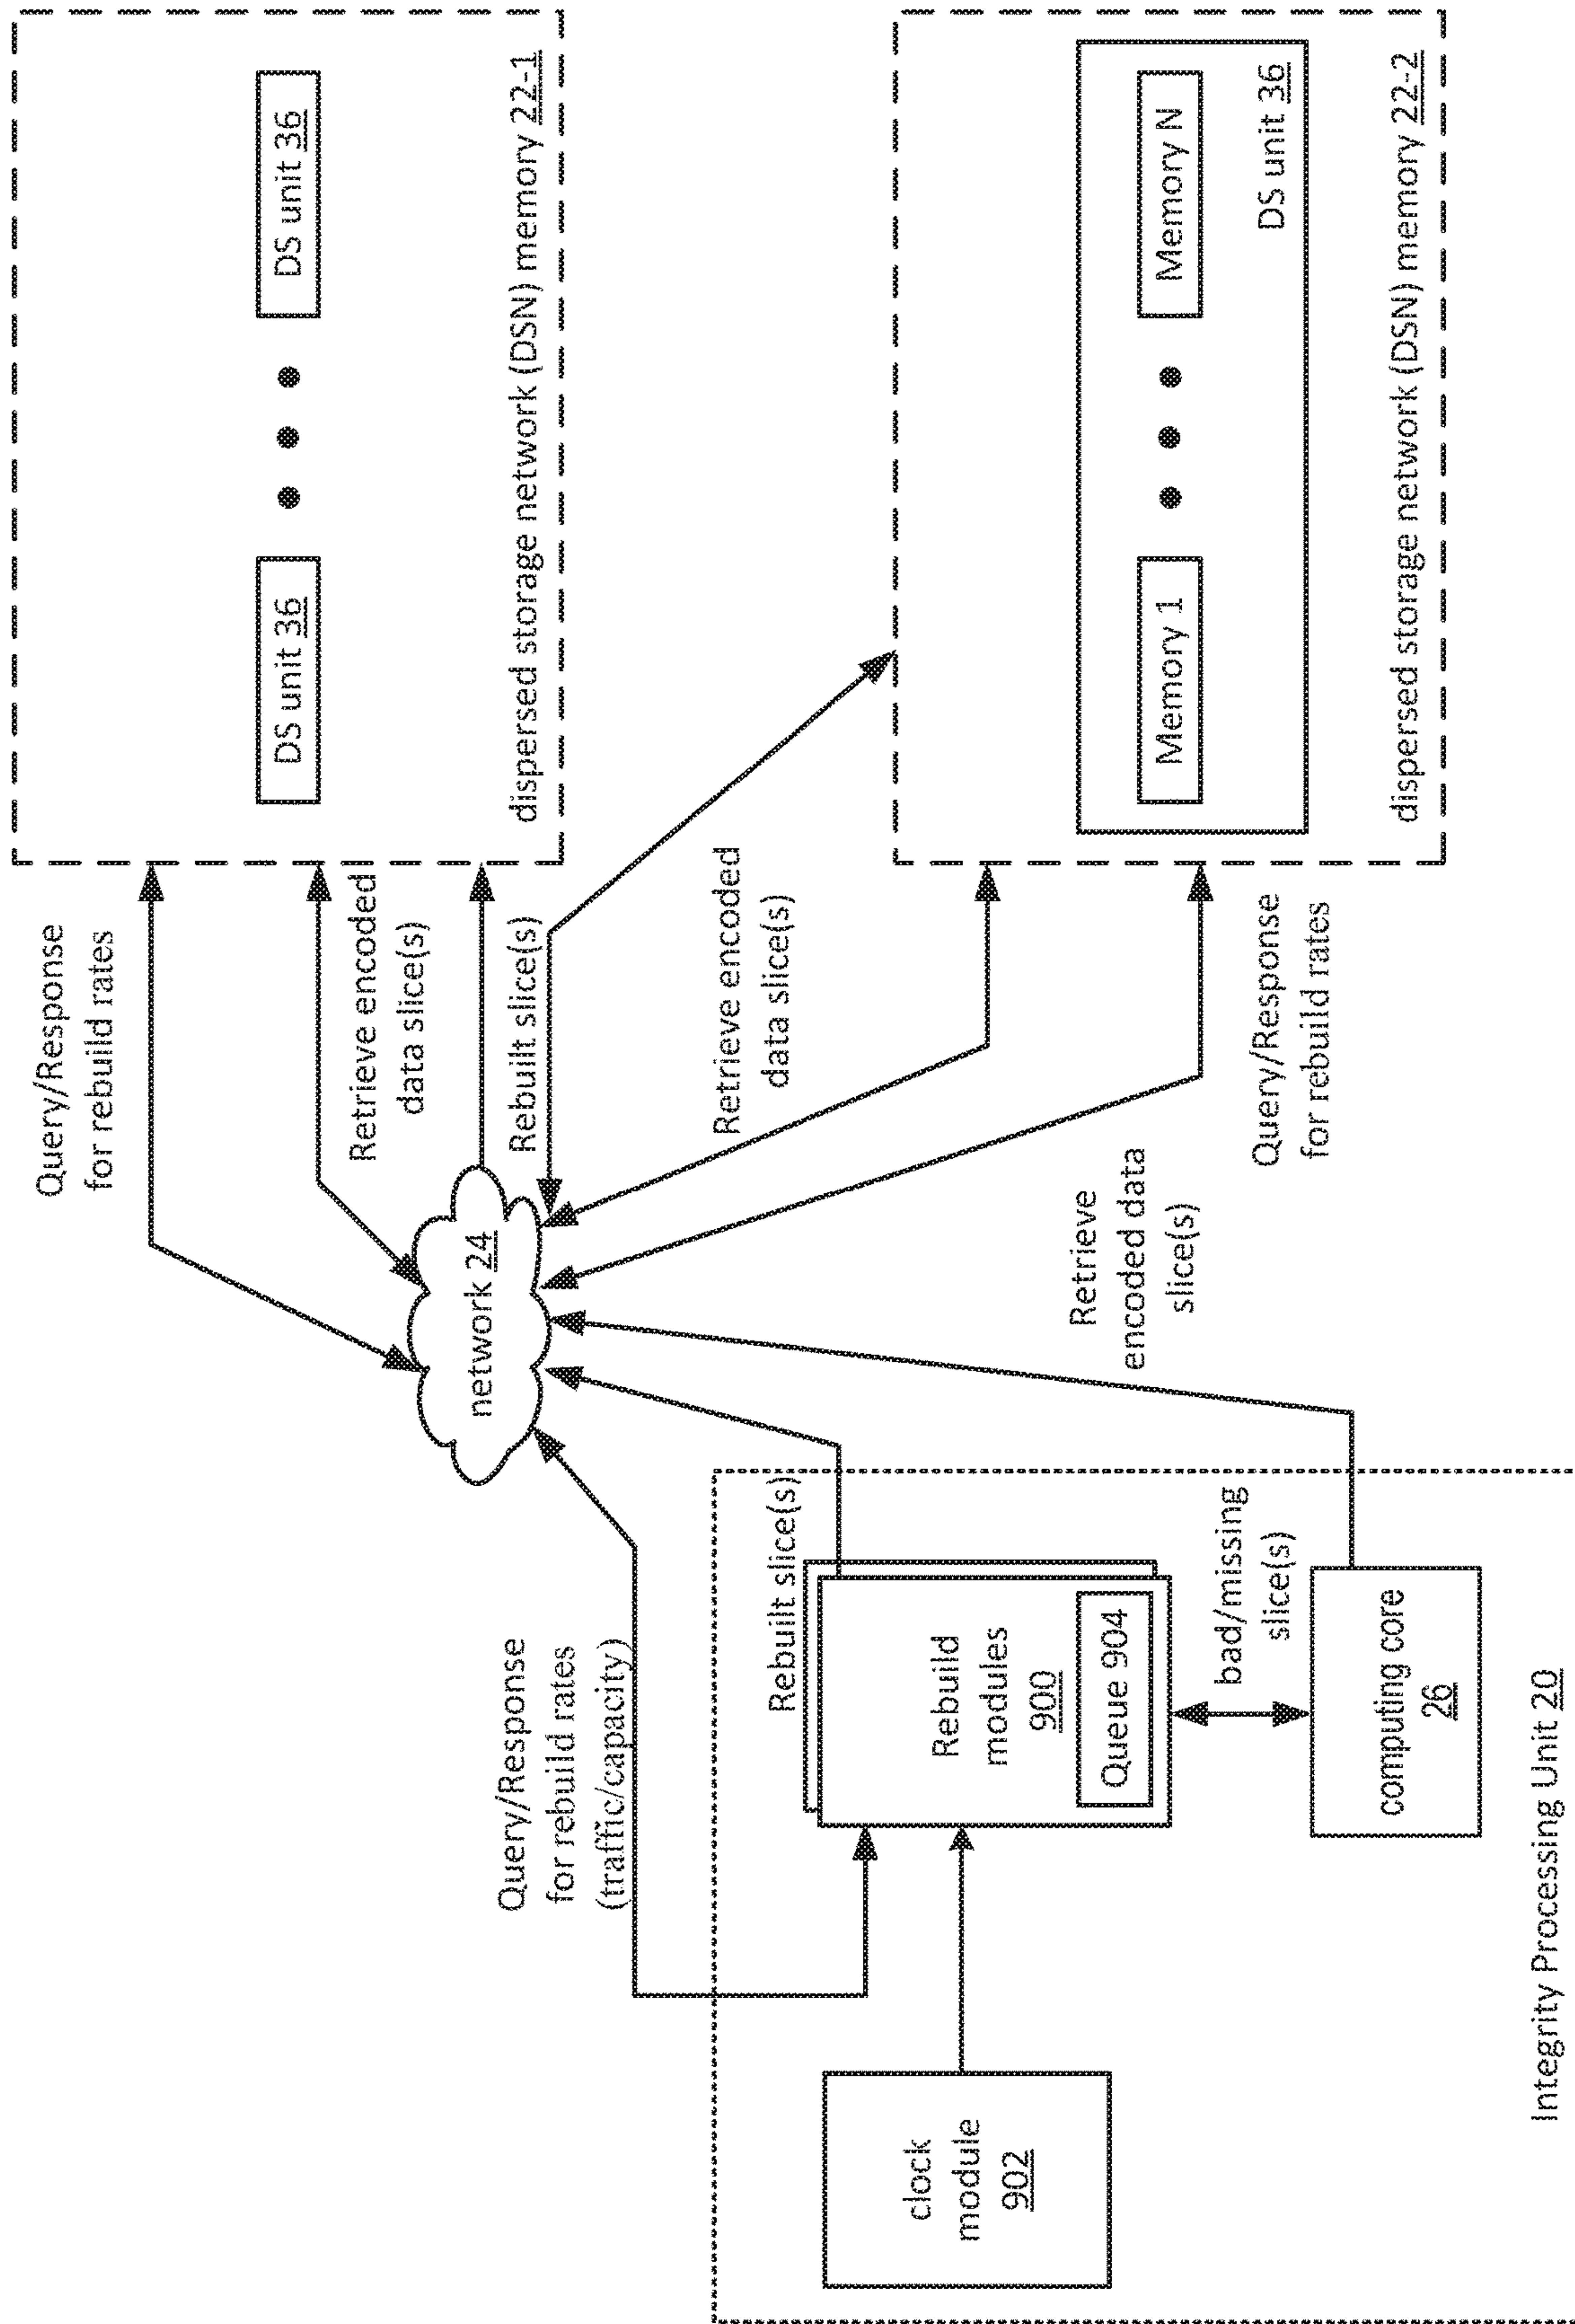 DS unit 36
DS unit 36
dispersed storage network (DSN) memory 22-1
Query/Response
for rebuild rates
Retrieve encoded
data slice(s)
Rebuilt slice(s)
network 24
Retrieve encoded
data slice(s)
Query/Response
for rebuild rates
Memory 1
Memory N
DS unit 36
dispersed storage network (DSN) memory 22-2
Query/Response
for rebuild rates
(traffic/capacity)
Rebuilt slice(s)
Retrieve
encoded data
slice(s)
clock
module
902
Rebuild
modules
900
Queue 904
bad/missing
slice(s)
computing core
26
Integrity Processing Unit 20